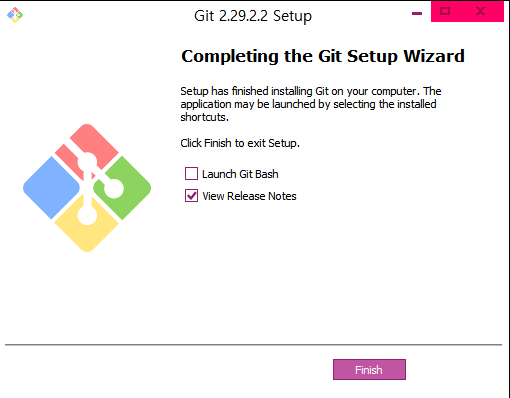 Git 2.29.2.2 Setup
Completing the Git Setup Wizard
Setup has finished installing Git on your computer. The
application may be launched by selecting the installed
shortcuts.
Click Finish to exit Setup.
Launch Git Bash
View Release Notes
Finish